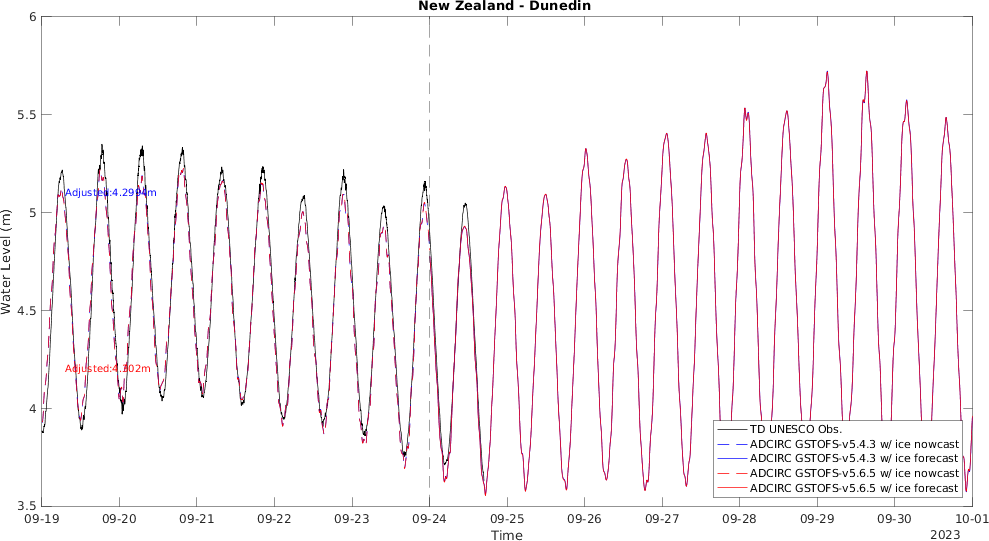 New Zealand - Dunedin
6
5.5
5
4.5
4
3.5
Water Level (m)
Adjusted:4.2994m
Adjusted:4.302m
TD UNESCO Obs.
ADCIRC GSTOFS-v5.4.3 w/ ice nowcast
ADCIRC GSTOFS-v5.4.3 w/ ice forecast
ADCIRC GSTOFS-v5.6.5 w/ ice nowcast
ADCIRC GSTOFS-v5.6.5 w/ ice forecast
09-19 09-20 09-21 09-22 09-23 09-24 09-25 09-26 09-27 09-28 09-29 09-30 10-01
Time
2023